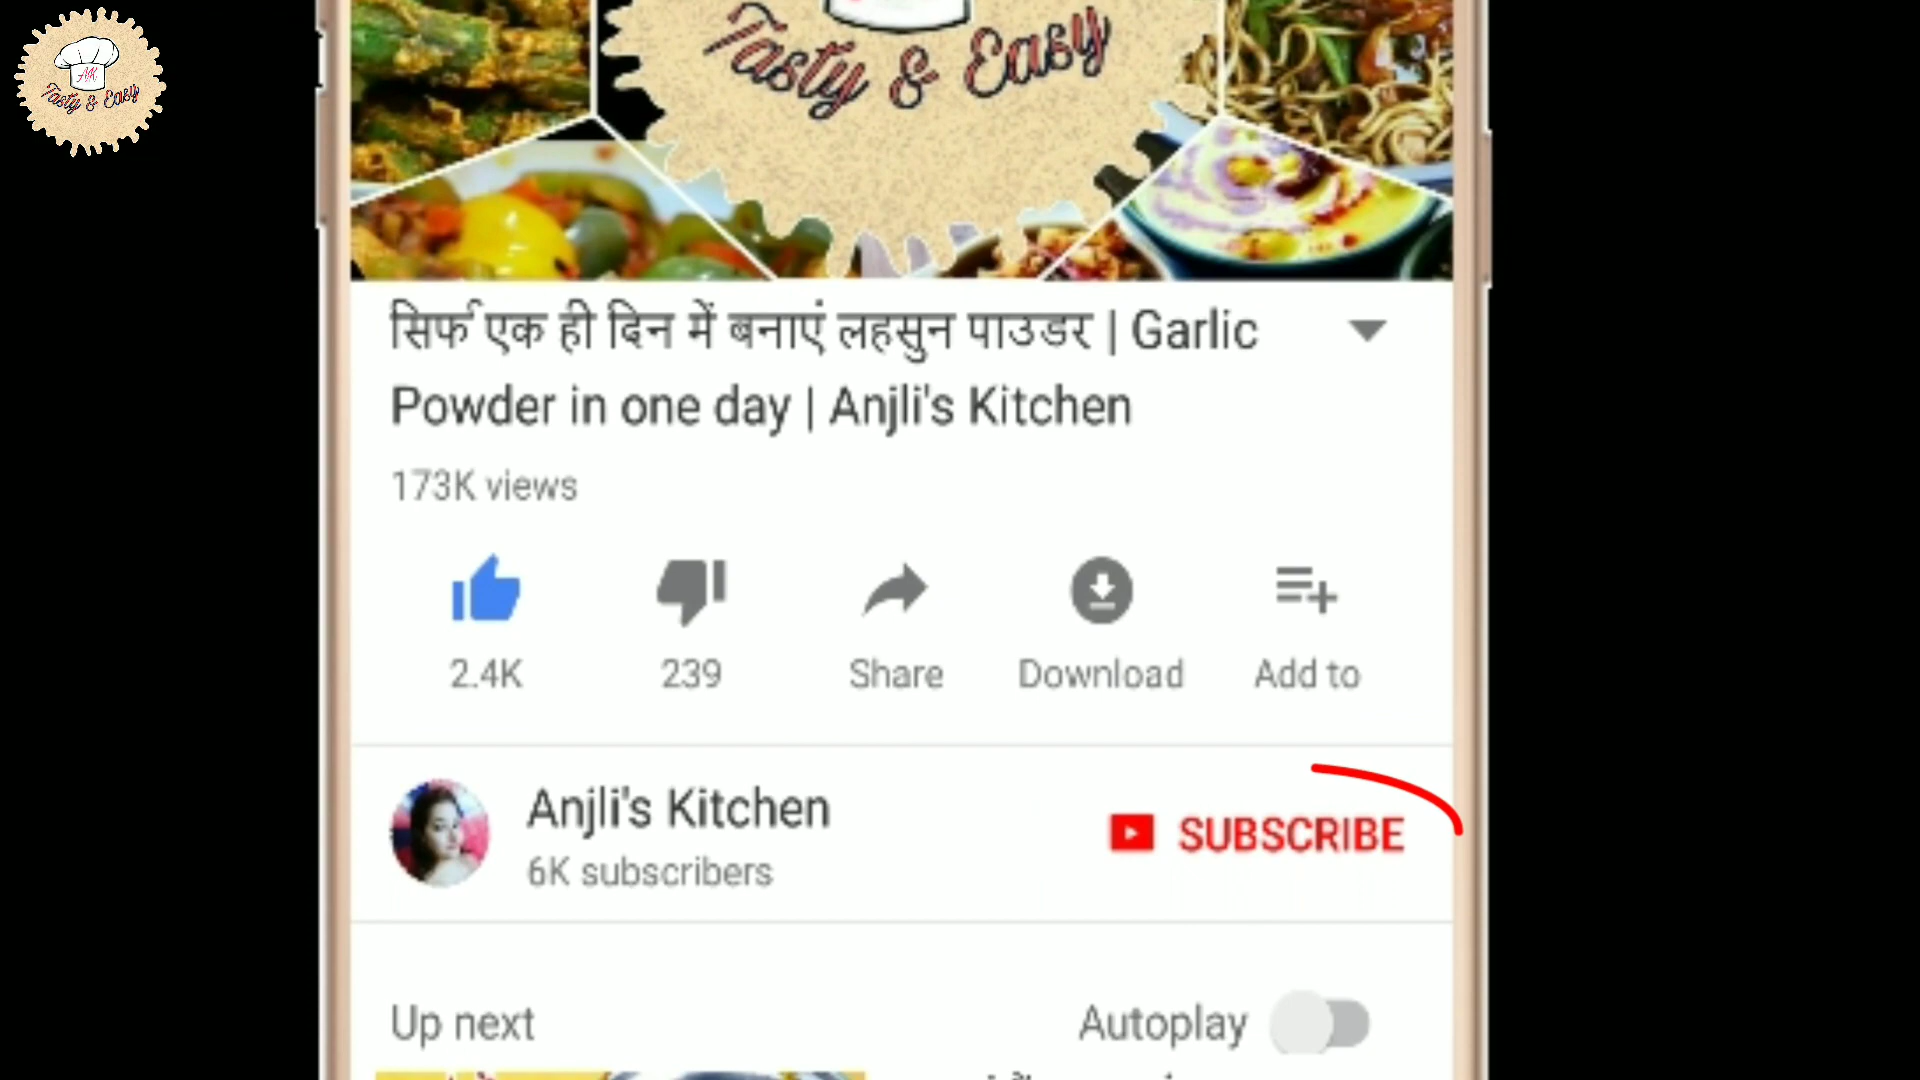 AK
Tasty & Easy
Tasty & Easy
सिर्फ एक ही दिन में बनाएं लहसुन पाउडर | Garlic
Powder in one day | Anjli's Kitchen
173K views
2.4K 239 Share Download Add to
Anjli's Kitchen
SUBSCRIBE
6K subscribers
Up next Autoplay